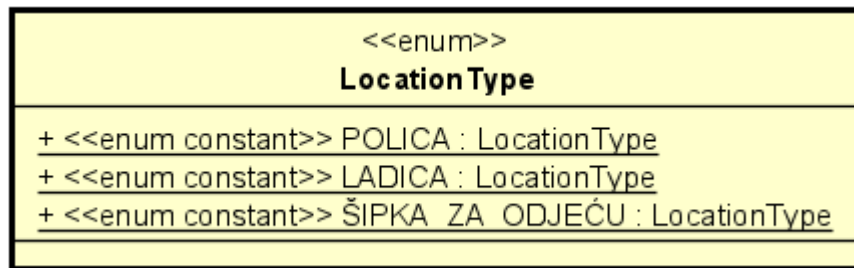 <<enum>>
LocationType
+ <<enum constant>> POLICA : LocationType
+ <<enum constant>> LADICA : LocationType
+ <<enum constant>> ŠIPKA_ZA_ODJEĆU : LocationType